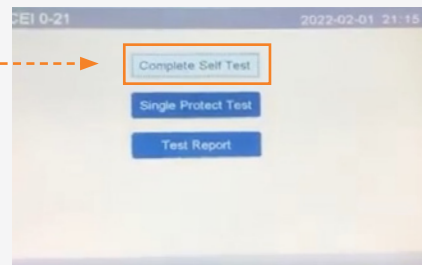 CEI 0-21
2022-02-01 21:15
Complete Self Test
Single Protect Test
Test Report